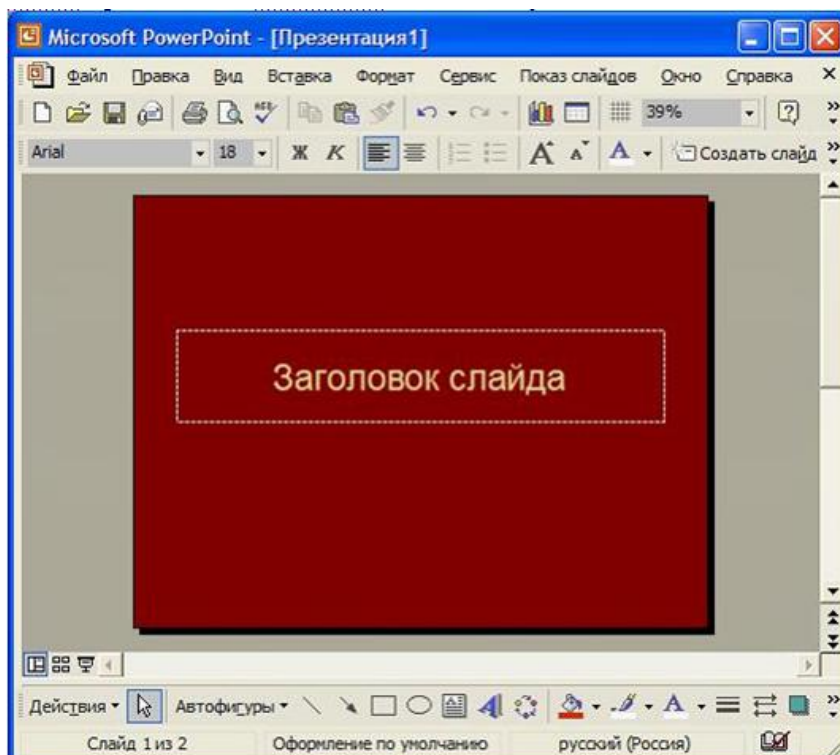 Microsoft PowerPoint - [Презентация1]
Файл Правка Вид Вставка Формат Сервис Показ слайдов Окно Справка
39%
Arial 18 Ж К A A A Создать слайд
Заголовок слайда
Действия Автофигуры A A
Слайд 1 из 2 Оформление по умолчанию русский (Россия)